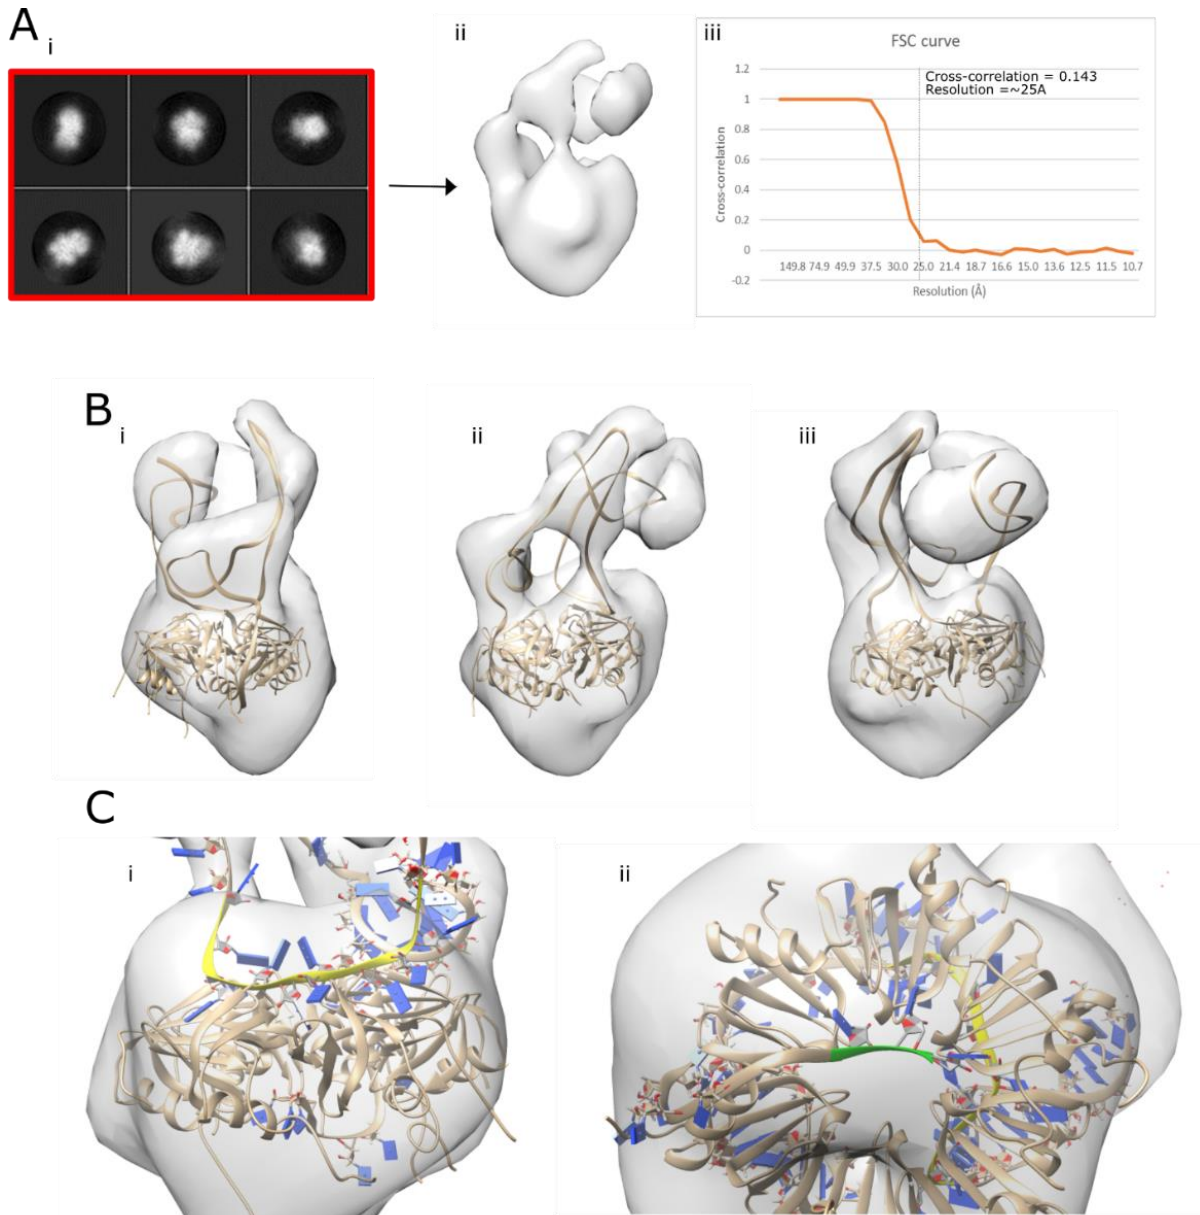 A
i
ii
iii
FSC curve
Cross-correlation = 0.143
Resolution =~25A
1.2
1
0.8
0.6
0.4
0.2
0
-0.2
Cross-correlation
149.8 74.9 49.9 37.5 30.0 25.0 21.4 18.7 16.6 15.0 13.6 12.5 11.5 10.7
Resolution (Å)
B
i
ii
iii
C
i
ii